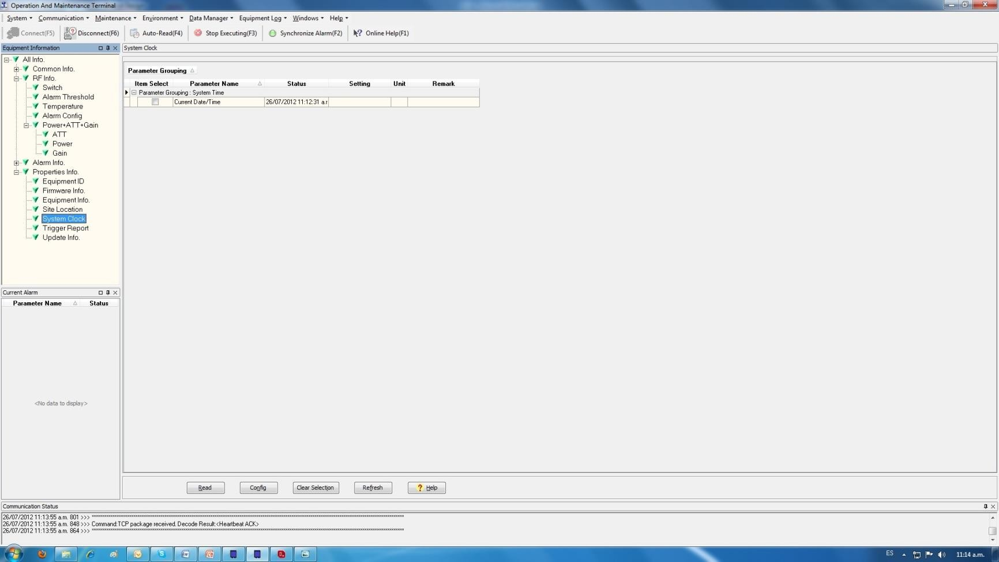 Operation And Maintenance Terminal
System Communication Maintenance Environment Data Manager Equipment Log Windows Help
Connect(F5) Disconnect(F6) Auto-Read(F4) Stop Executing(F3) Synchronize Alarm(F2) Online Help(F1)
Equipment Information
System Clock
All Info.
Common Info.
RF Info.
Switch
Alarm Threshold
Temperature
Alarm Config
Power+ATT+Gain
ATT
Power
Gain
Alarm Info.
Properties Info.
Equipment ID
Firmware Info.
Equipment Info.
Site Location
System Clock
Trigger Report
Update Info.
Parameter Grouping
Item Select Parameter Name Status Setting Unit Remark
Parameter Grouping : System Time
Current Date/Time 26/07/2012 11:12:31 a.r
Current Alarm
Parameter Name Status
<No data to display>
Read Config Clear Selection Refresh ? Help
Communication Status
26/07/2012 11:13:55 a.m. 801 >>>
26/07/2012 11:13:55 a.m. 848 >>> Command:TCP package received. Decode Result:<Heartbeat ACK>
26/07/2012 11:13:55 a.m. 864 >>>
ES 11:14 a.m.